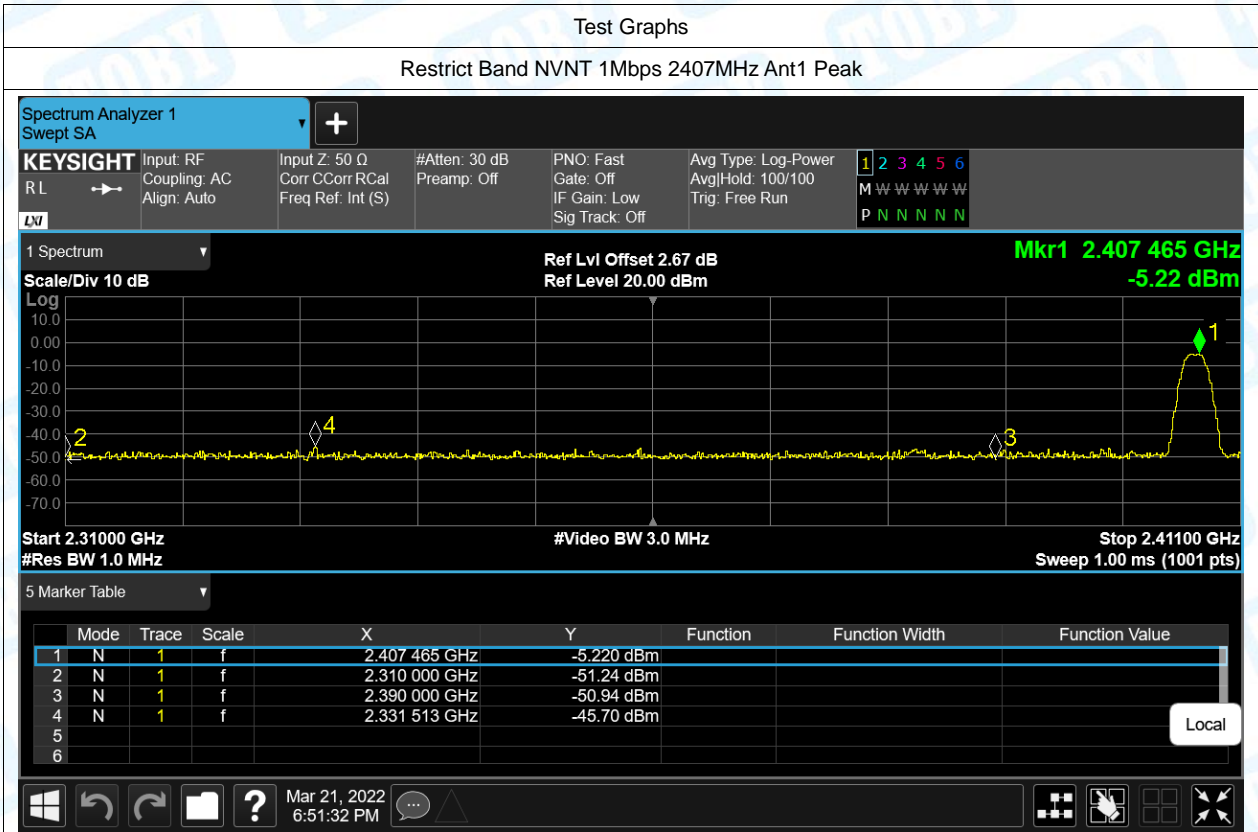 Test Graphs
Restrict Band NVNT 1Mbps 2407MHz Ant1 Peak
Spectrum Analyzer 1
Swept SA
KEYSIGHT
RL
LXI
Input: RF
Coupling: AC
Align: Auto
Input Z: 50 Ω
Corr CCorr RCal
Freq Ref: Int (S)
#Atten: 30 dB
Preamp: Off
PNO: Fast
Gate: Off
IF Gain: Low
Sig Track: Off
Avg Type: Log-Power
Avg|Hold: 100/100
Trig: Free Run
1 2 3 4 5 6
M W W W W W
P N N N N N
1 Spectrum
Scale/Div 10 dB
Ref Lvl Offset 2.67 dB
Ref Level 20.00 dBm
Mkr1 2.407 465 GHz
-5.22 dBm
Log
10.0
0.00
-10.0
-20.0
-30.0
-40.0
-50.0
-60.0
-70.0
1
2
4
3
Start 2.31000 GHz
#Video BW 3.0 MHz
Stop 2.41100 GHz
#Res BW 1.0 MHz
Sweep 1.00 ms (1001 pts)
5 Marker Table
Mode Trace Scale X Y Function Function Width Function Value
1 N 1 f 2.407 465 GHz -5.220 dBm
2 N 1 f 2.310 000 GHz -51.24 dBm
3 N 1 f 2.390 000 GHz -50.94 dBm
4 N 1 f 2.331 513 GHz -45.70 dBm
5
6
Local
Mar 21, 2022
6:51:32 PM
TOBY